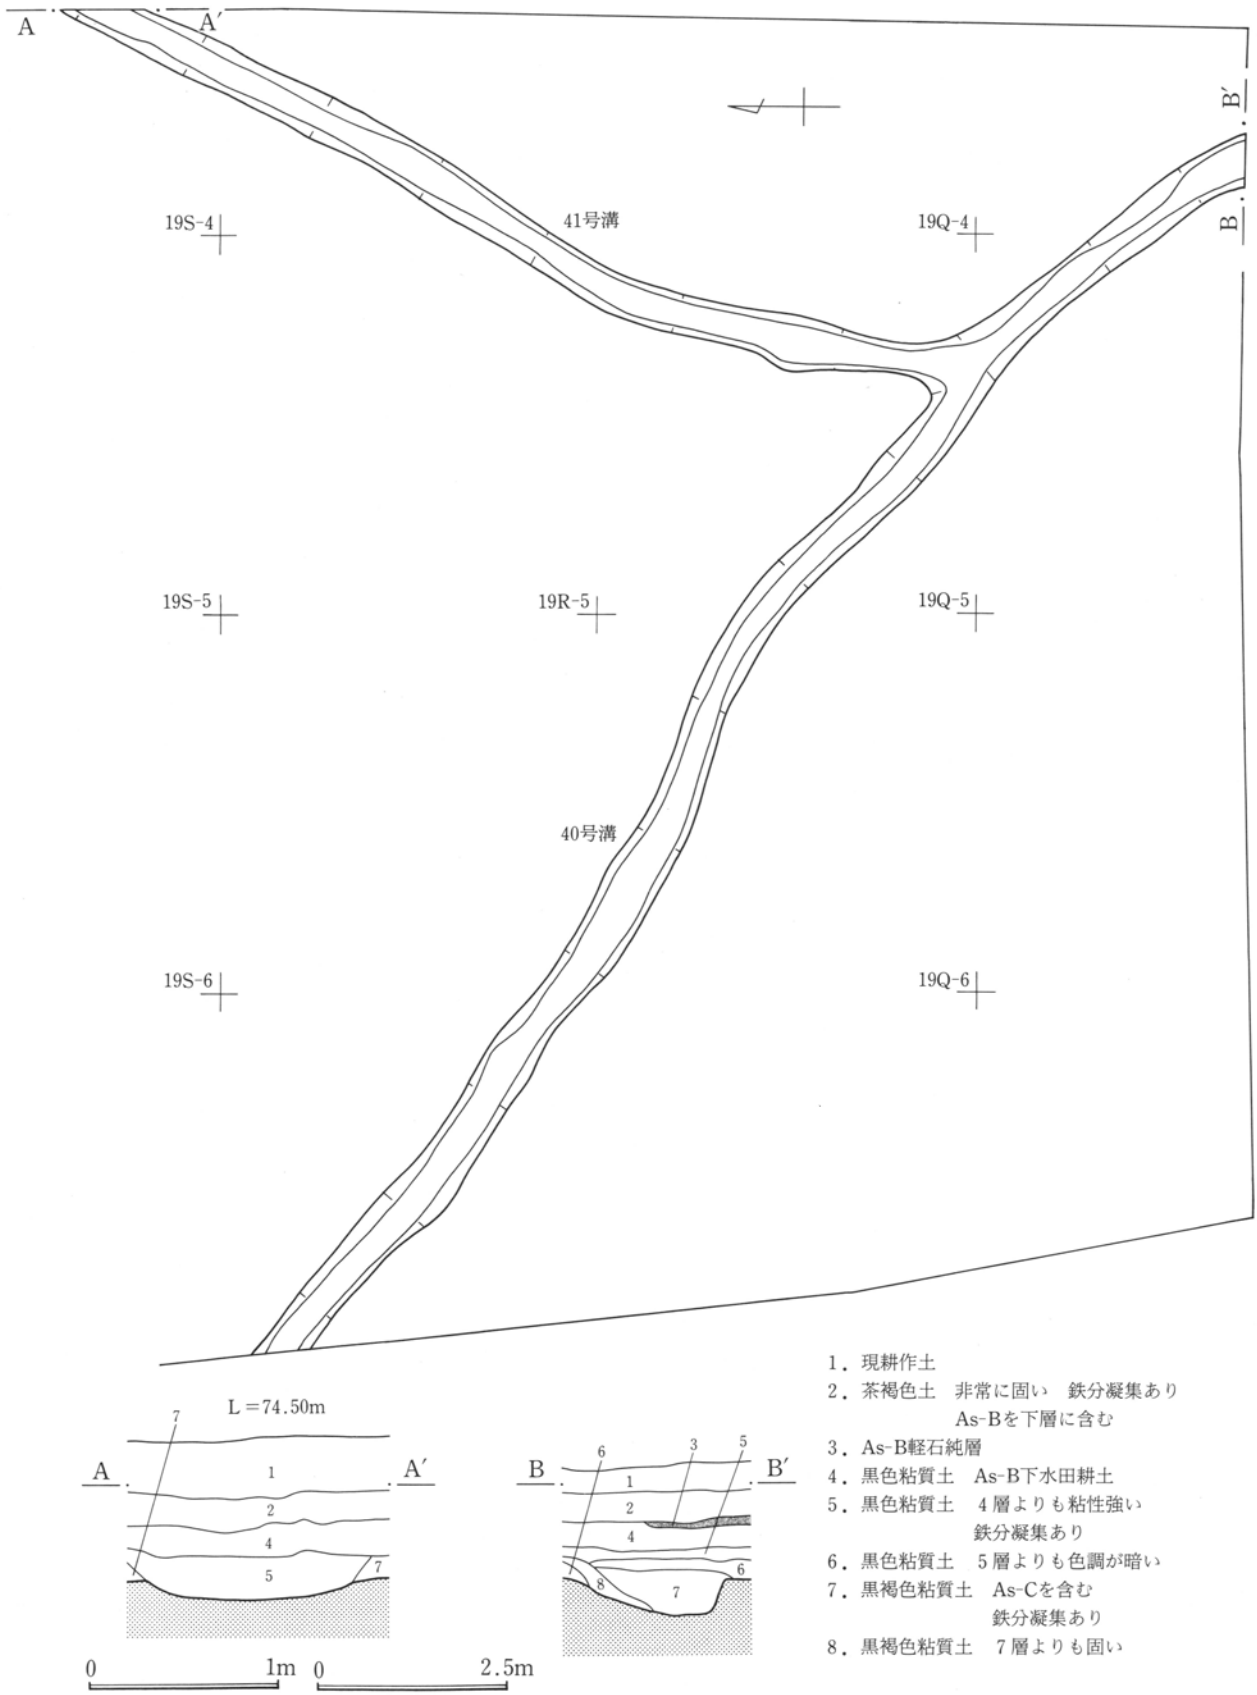 A
A′
B′
19S-4
41号溝
19Q-4
B
19S-5
19R-5
19Q-5
40号溝
19S-6
19Q-6
L=74.50m
7
A
A′
1
2
4
5
7
6
3
5
B
B′
1
2
4
6
8
7
0 1m
0 2.5m
1. 現耕作土
2. 茶褐色土 非常に固い 鉄分凝集あり
As-Bを下層に含む
3. As-B軽石純層
4. 黒色粘質土 As-B下水田耕土
5. 黒色粘質土 4層よりも粘性強い
鉄分凝集あり
6. 黒色粘質土 5層よりも色調が暗い
7. 黒褐色粘質土 As-Cを含む
鉄分凝集あり
8. 黒褐色粘質土 7層よりも固い